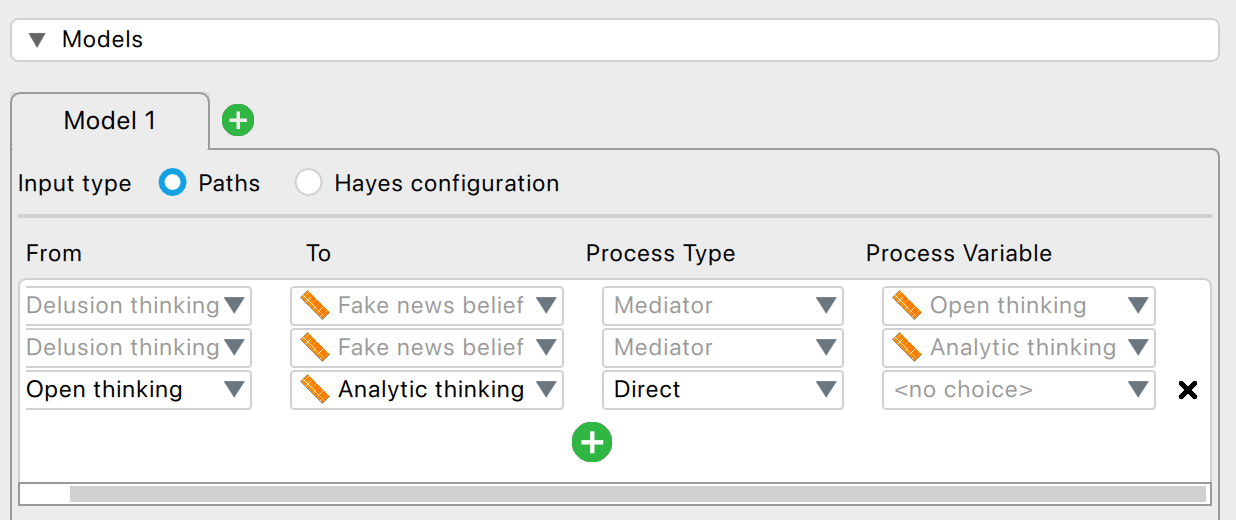 Models
Model 1
Input type Paths Hayes configuration
From To Process Type Process Variable
Delusion thinking Fake news belief Mediator Open thinking
Delusion thinking Fake news belief Mediator Analytic thinking
Open thinking Analytic thinking Direct <no choice>